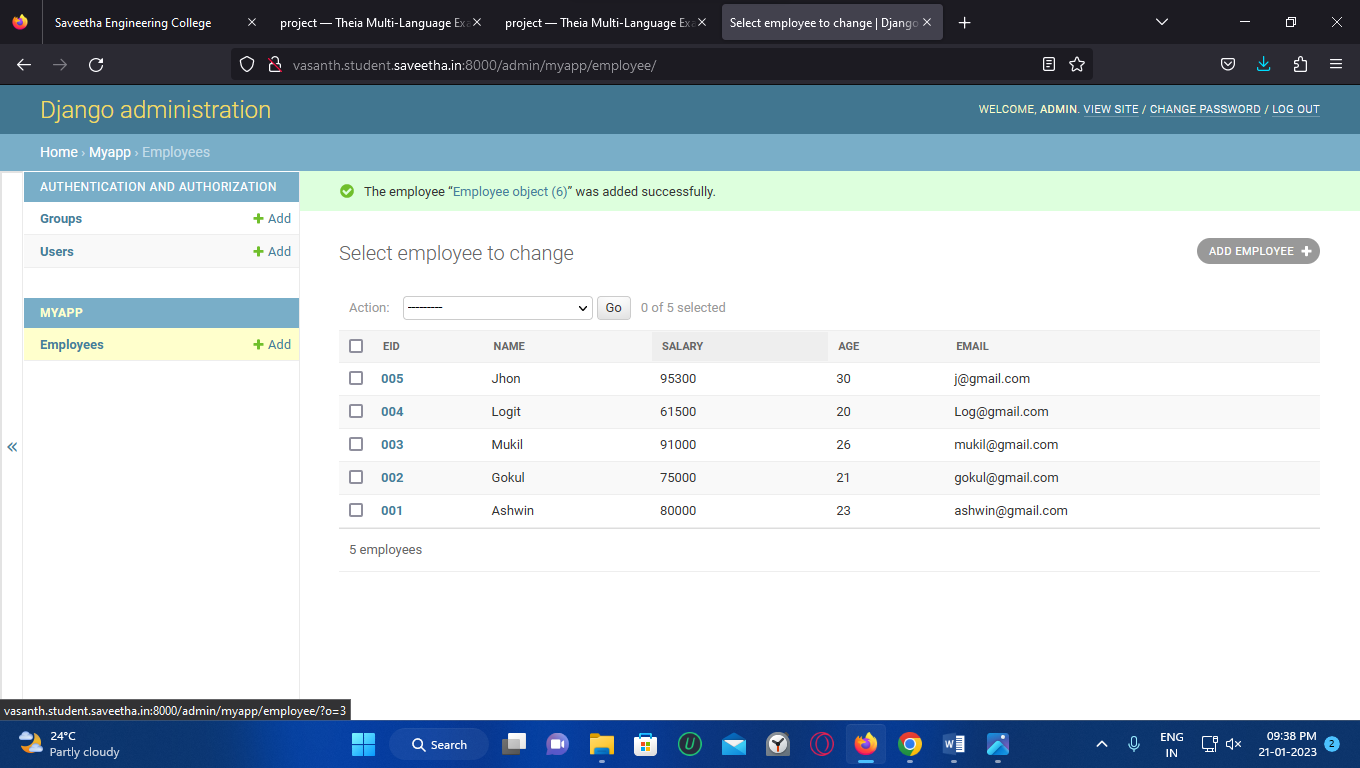 Saveetha Engineering College
project — Theia Multi-Language Exa
project — Theia Multi-Language Exa
Select employee to change | Django
vasanth.student.saveetha.in:8000/admin/myapp/employee/
Django administration
WELCOME, ADMIN. VIEW SITE / CHANGE PASSWORD / LOG OUT
Home › Myapp › Employees
AUTHENTICATION AND AUTHORIZATION
Groups + Add
Users + Add
MYAPP
Employees + Add
«
The employee “Employee object (6)” was added successfully.
Select employee to change
ADD EMPLOYEE +
Action: --------- Go 0 of 5 selected
EID NAME SALARY AGE EMAIL
005 Jhon 95300 30 j@gmail.com
004 Logit 61500 20 Log@gmail.com
003 Mukil 91000 26 mukil@gmail.com
002 Gokul 75000 21 gokul@gmail.com
001 Ashwin 80000 23 ashwin@gmail.com
5 employees
vasanth.student.saveetha.in:8000/admin/myapp/employee/?o=3
24°C
Partly cloudy
Search
U
W
ENG
IN
09:38 PM
21-01-2023
2